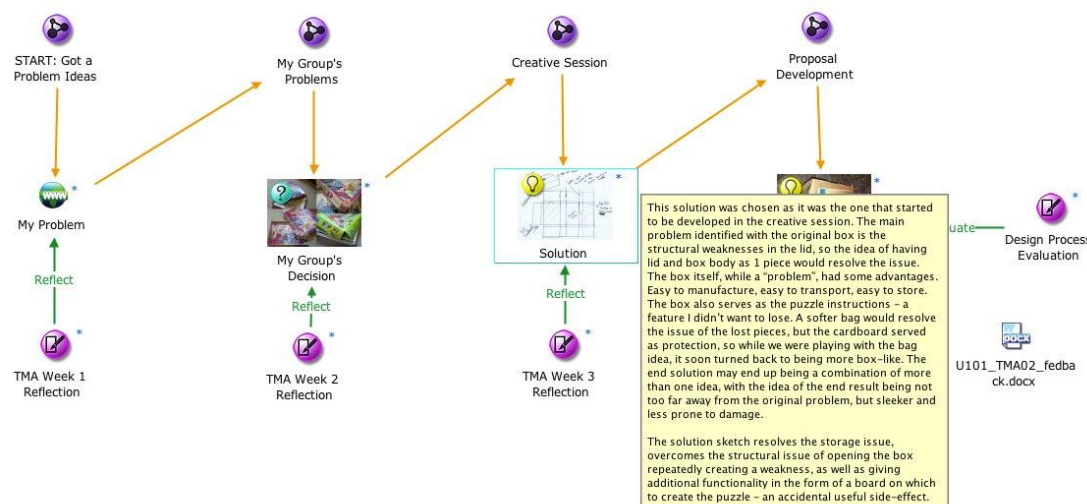 START: Got a
Problem Ideas
My Group's
Problems
Creative Session
Proposal
Development
www
*
My Problem
?
*
My Group's
Decision
*
Solution
*
This solution was chosen as it was the one that started
to be developed in the creative session. The main
problem identified with the original box is the
structural weaknesses in the lid, so the idea of having
lid and box body as 1 piece would resolve the issue.
The box itself, while a "problem", had some advantages.
Easy to manufacture, easy to transport, easy to store.
The box also serves as the puzzle instructions – a
feature I didn't want to lose. A softer bag would resolve
the issue of the lost pieces, but the cardboard served
as protection, so while we were playing with the bag
idea, it soon turned back to being more box-like. The
end solution may end up being a combination of more
than one idea, with the idea of the end result being not
too far away from the original problem, but sleeker and
less prone to damage.
The solution sketch resolves the storage issue,
overcomes the structural issue of opening the box
repeatedly creating a weakness, as well as giving
additional functionality in the form of a board on which
to create the puzzle – an accidental useful side-effect.
uate
*
Design Process
Evaluation
Reflect
Reflect
Reflect
*
TMA Week 1
Reflection
*
TMA Week 2
Reflection
*
TMA Week 3
Reflection
DOCX
U101_TMA02_fedba
ck.docx